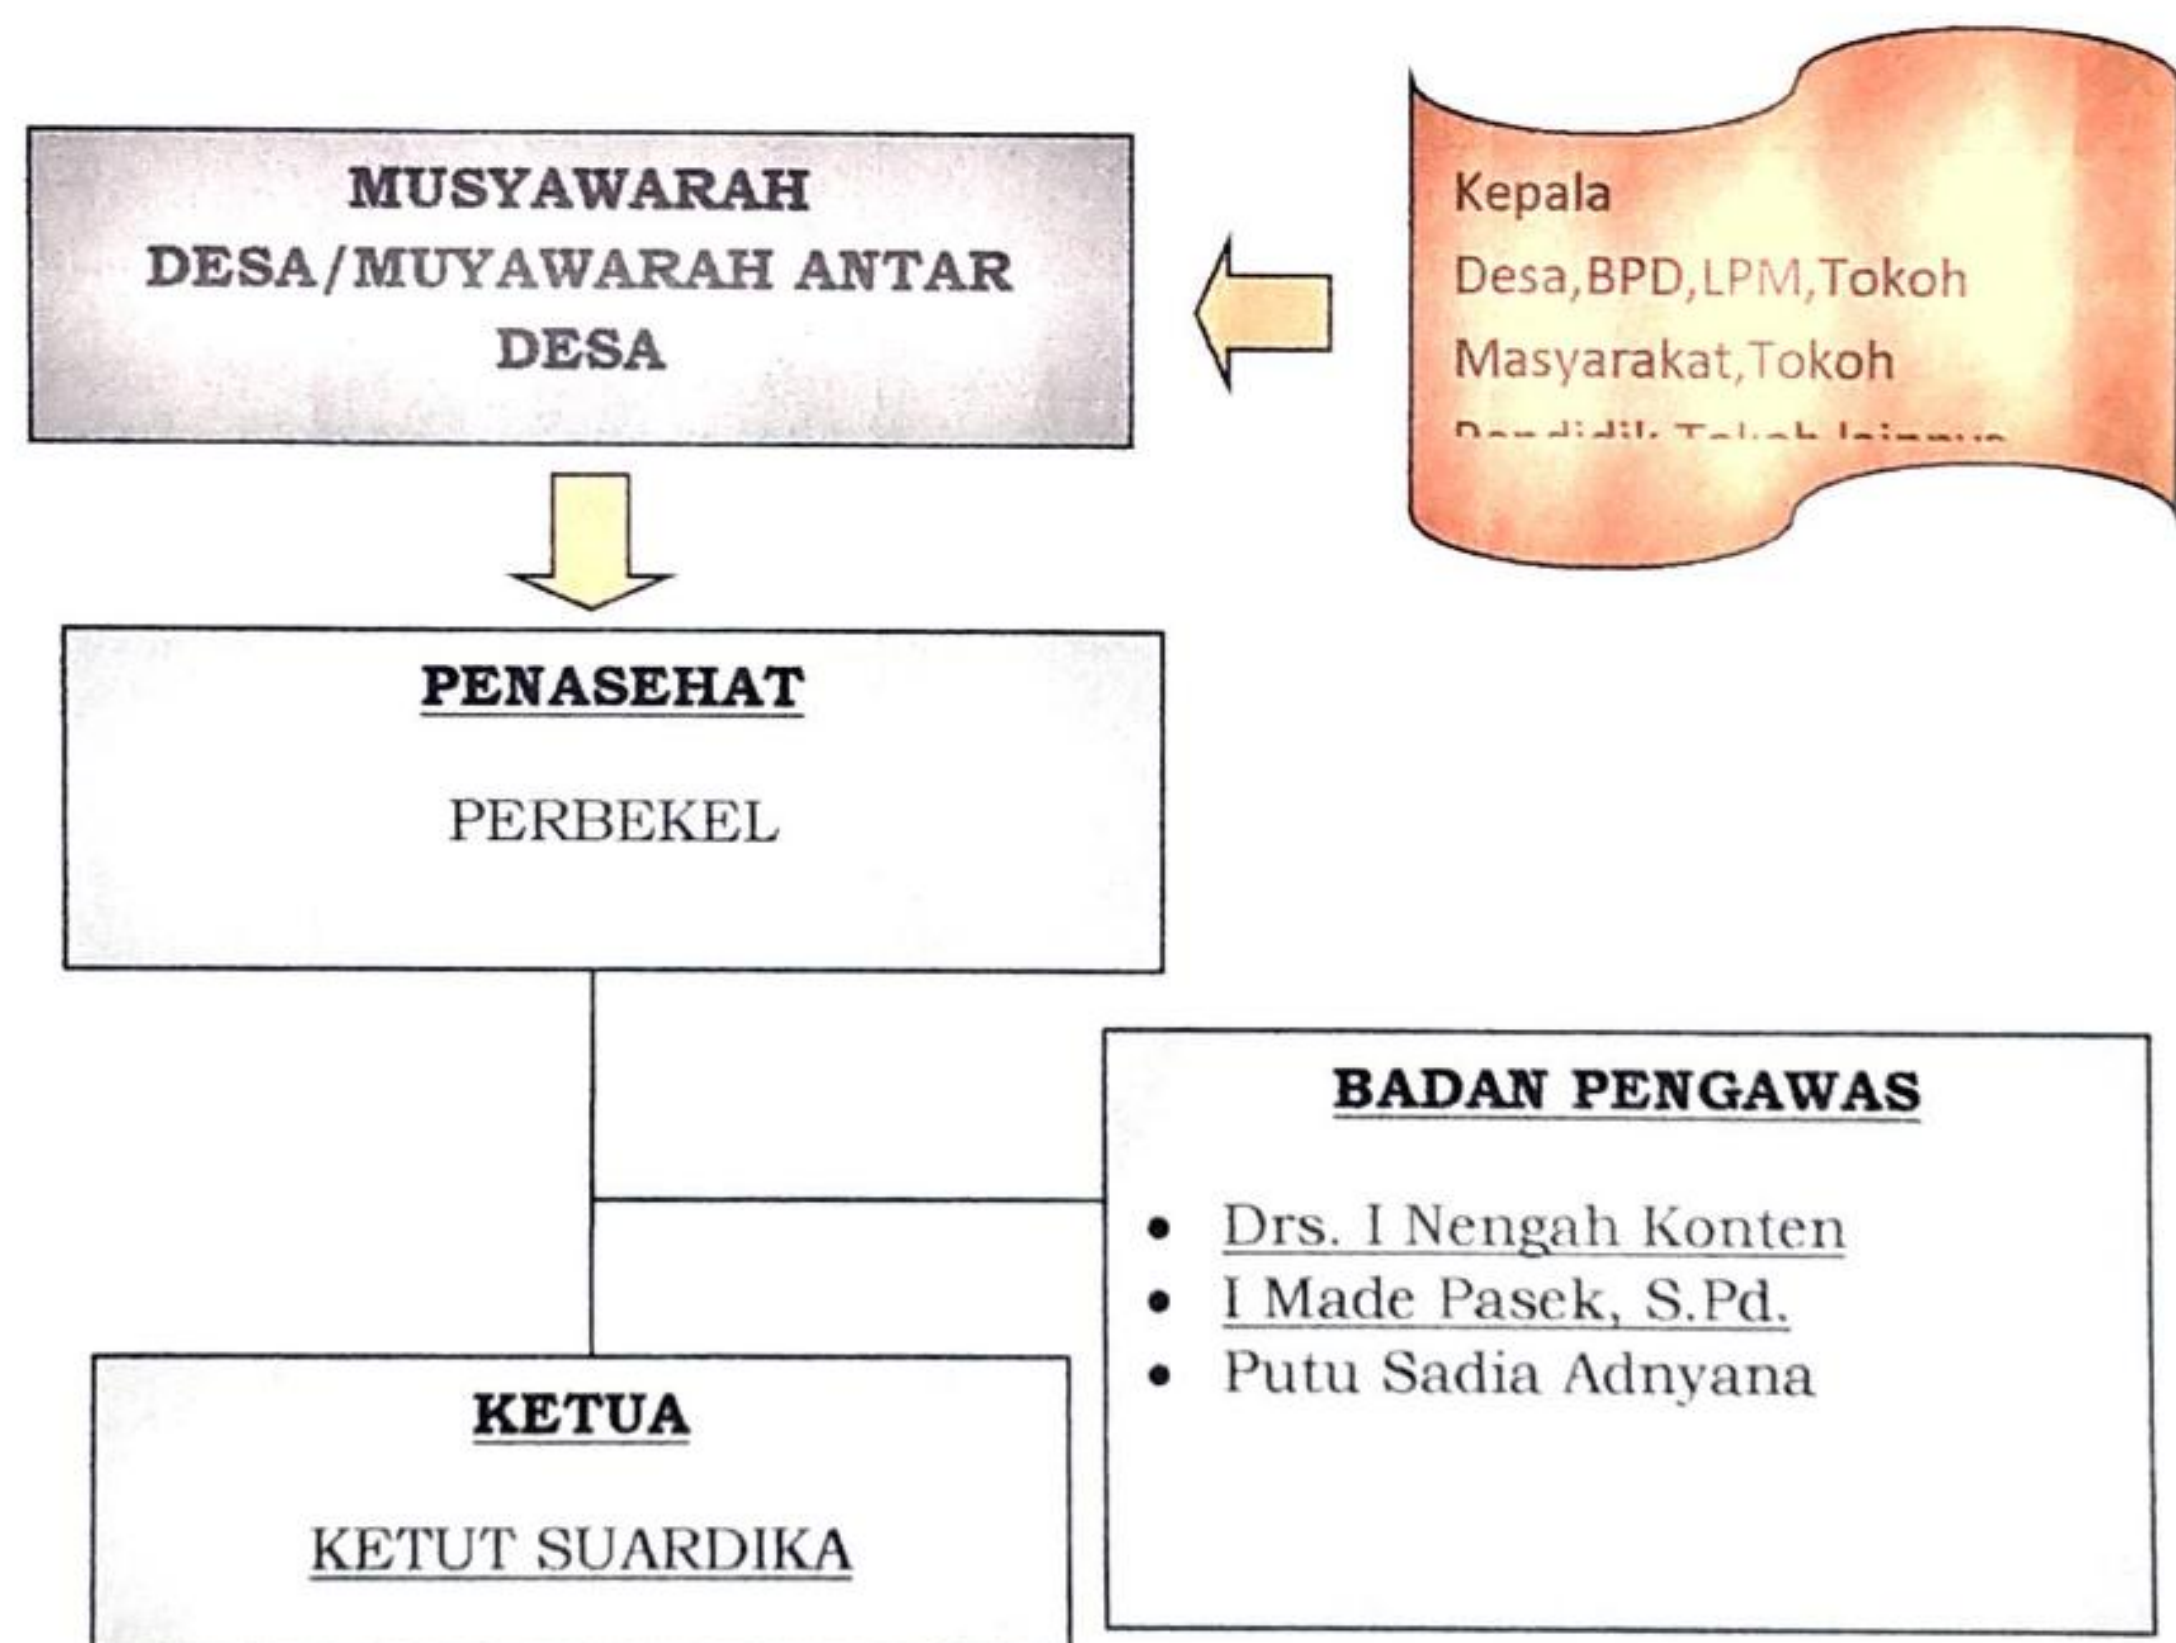 MUSYAWARAH
DESA/MUYAWARAH ANTAR
DESA
Kepala
Desa,BPD,LPM,Tokoh
Masyarakat,Tokoh
PENASEHAT
PERBEKEL
BADAN PENGAWAS
• Drs. I Nengah Konten
• I Made Pasek, S.Pd.
• Putu Sadia Adnyana
KETUA
KETUT SUARDIKA